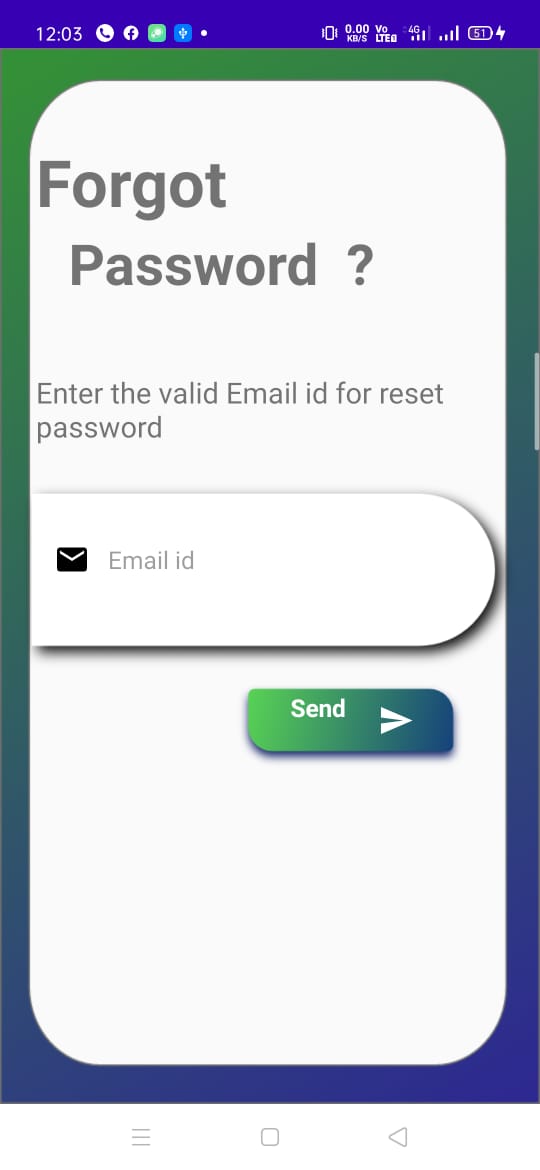 12:03 0.00 KB/S Vo LTE 4G 51
Forgot
Password ?
Enter the valid Email id for reset
password
Email id
Send